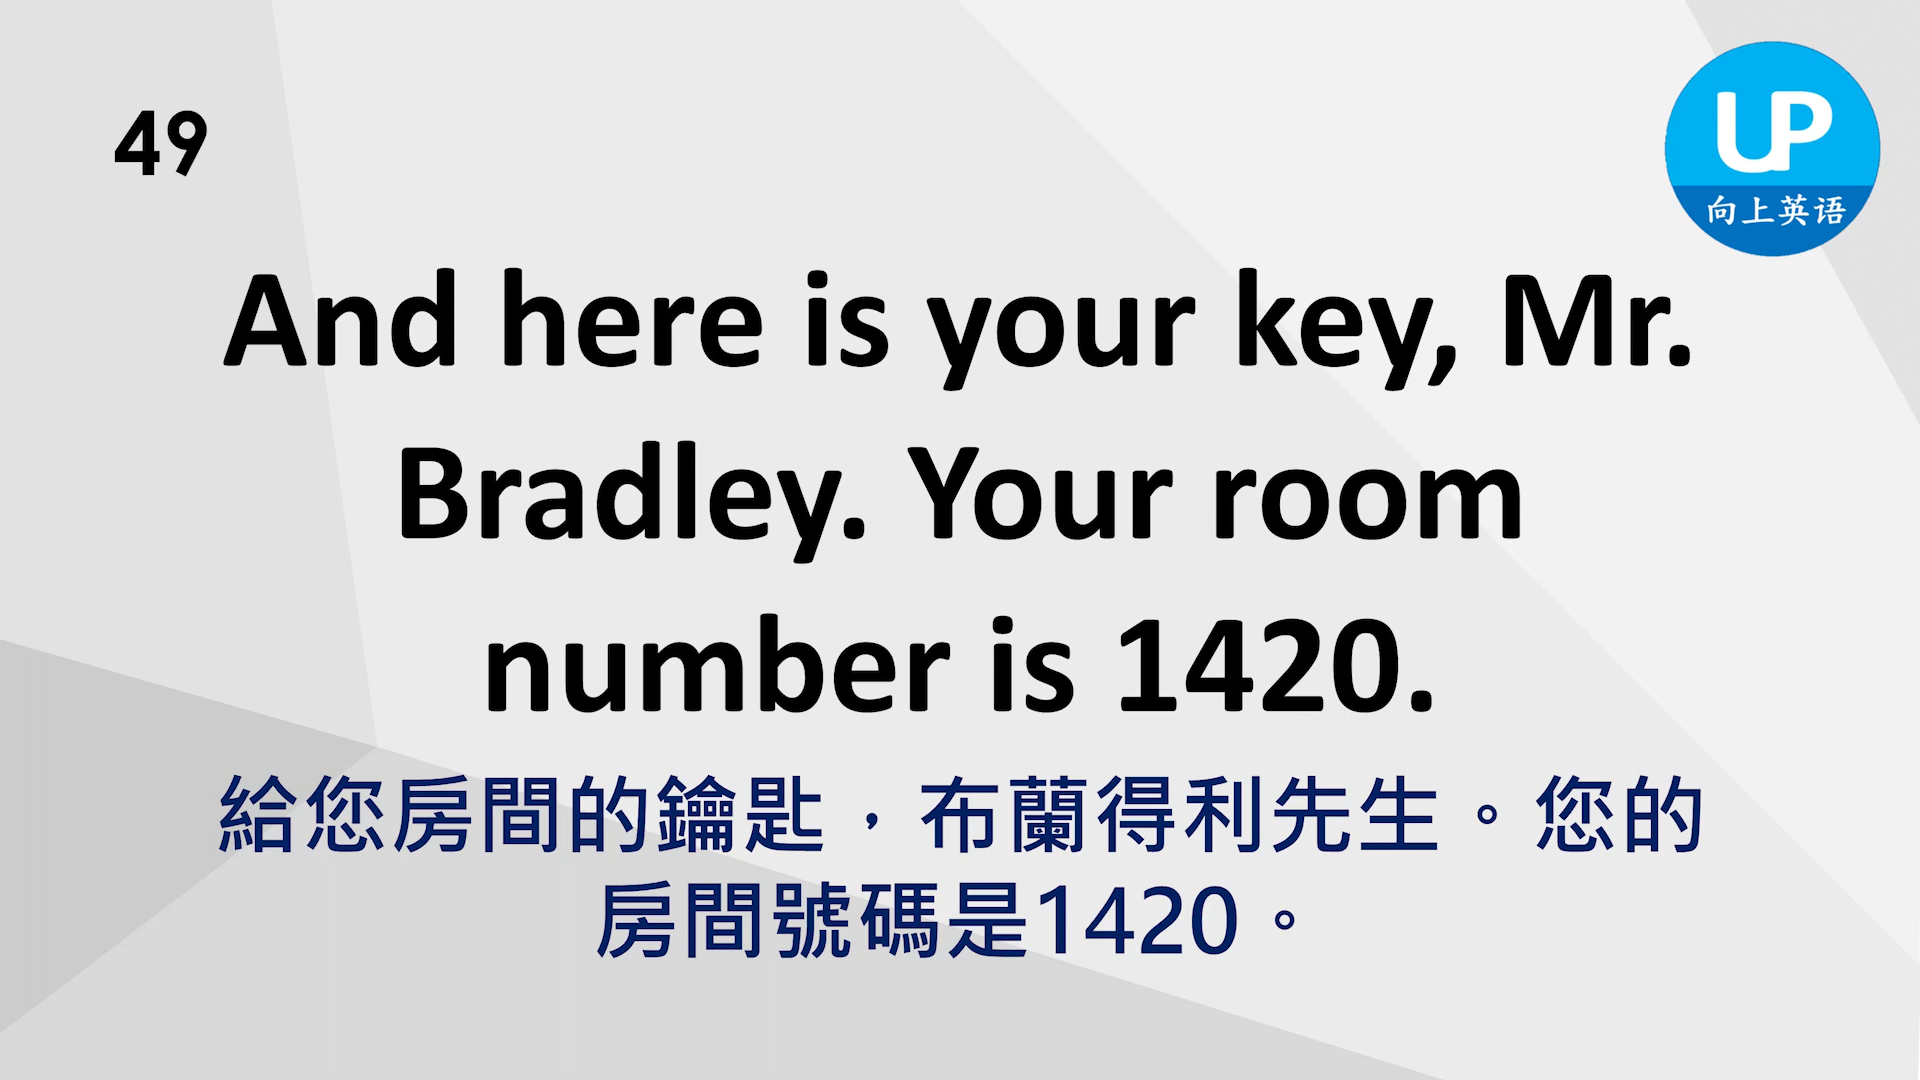 49
UP
向上英语
And here is your key, Mr.
Bradley. Your room
number is 1420.
給您房間的鑰匙，布蘭得利先生。您的
房間號碼是1420。